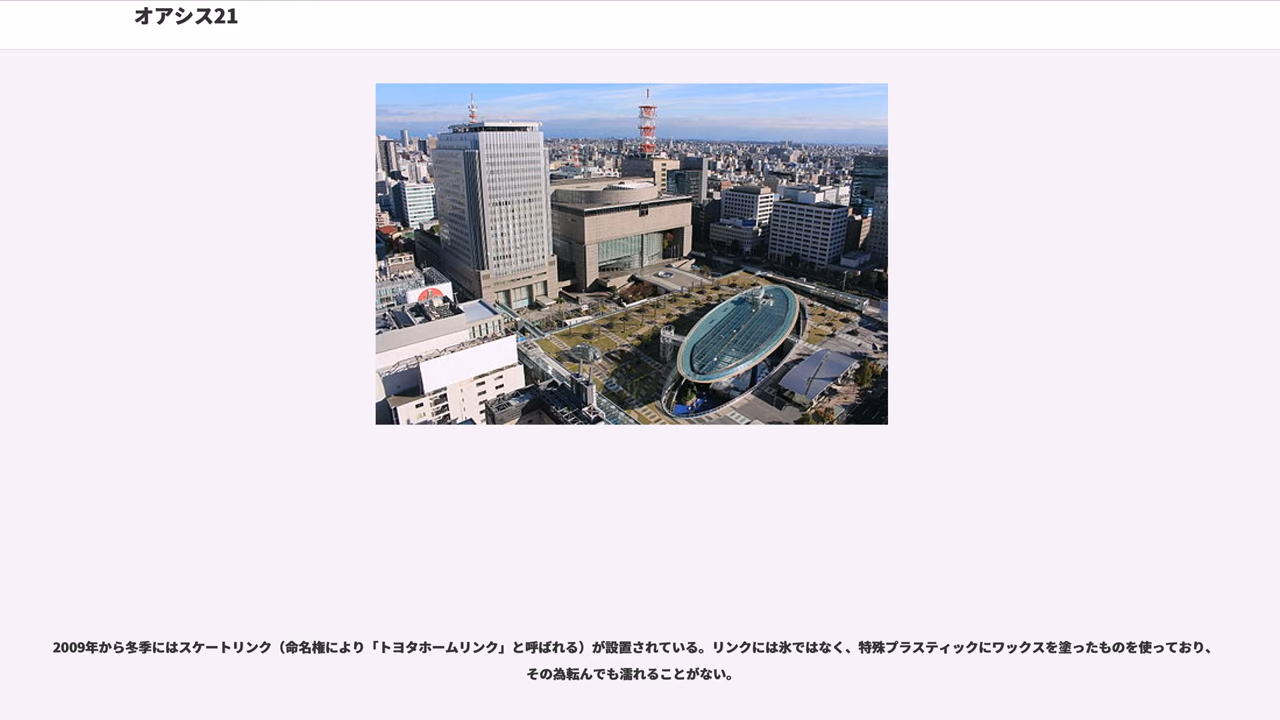 オアシス21
2009年から冬季にはスケートリンク（命名権により「トヨタホームリンク」と呼ばれる）が設置されている。リンクには氷ではなく、特殊プラスティックにワックスを塗ったものを使っており、
その為転んでも濡れることがない。